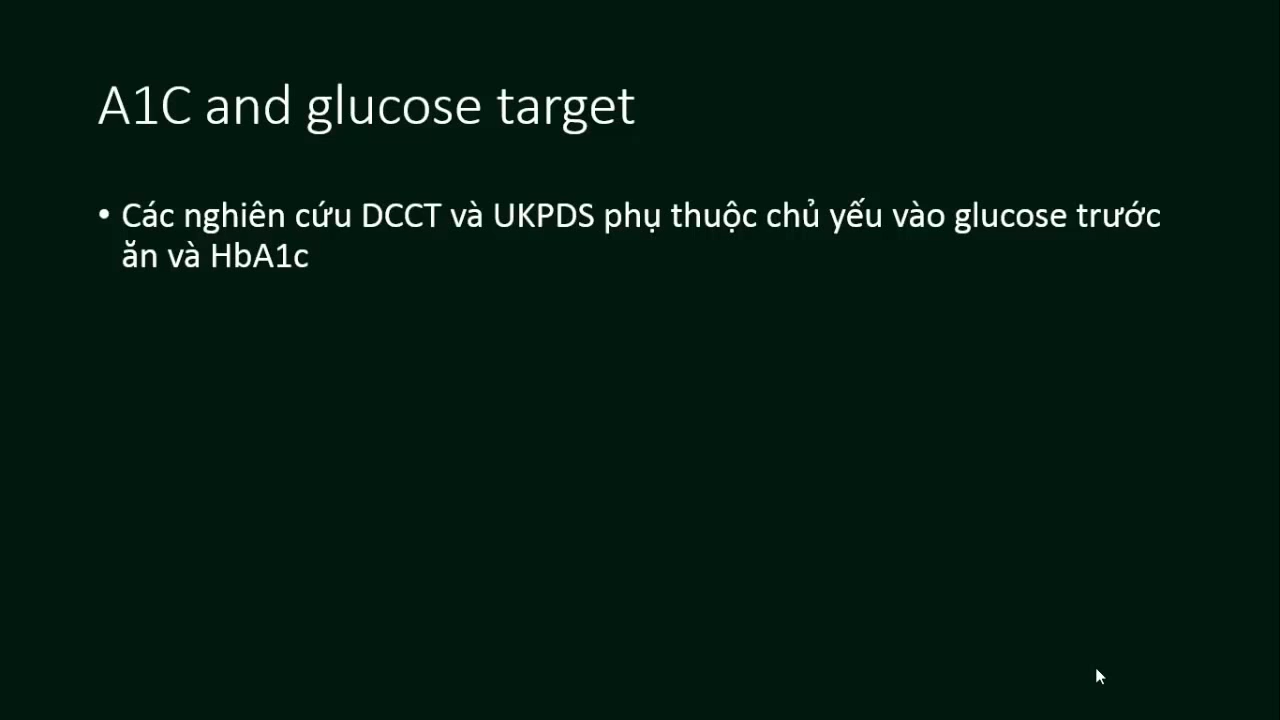 A1C and glucose target
• Các nghiên cứu DCCT và UKPDS phụ thuộc chủ yếu vào glucose trước
ăn và HbA1c